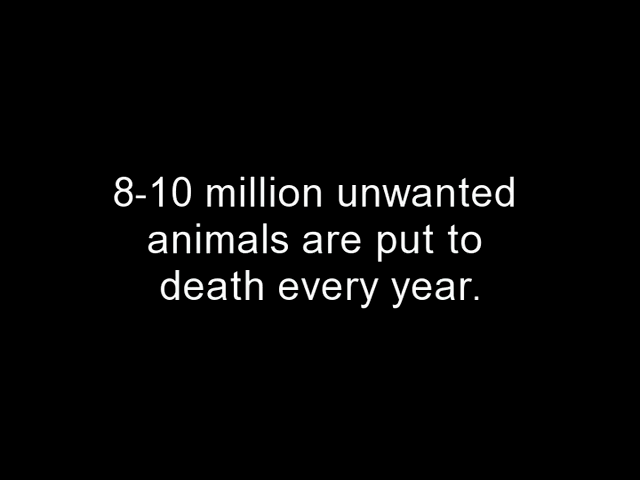 8-10 million unwanted
animals are put to
death every year.